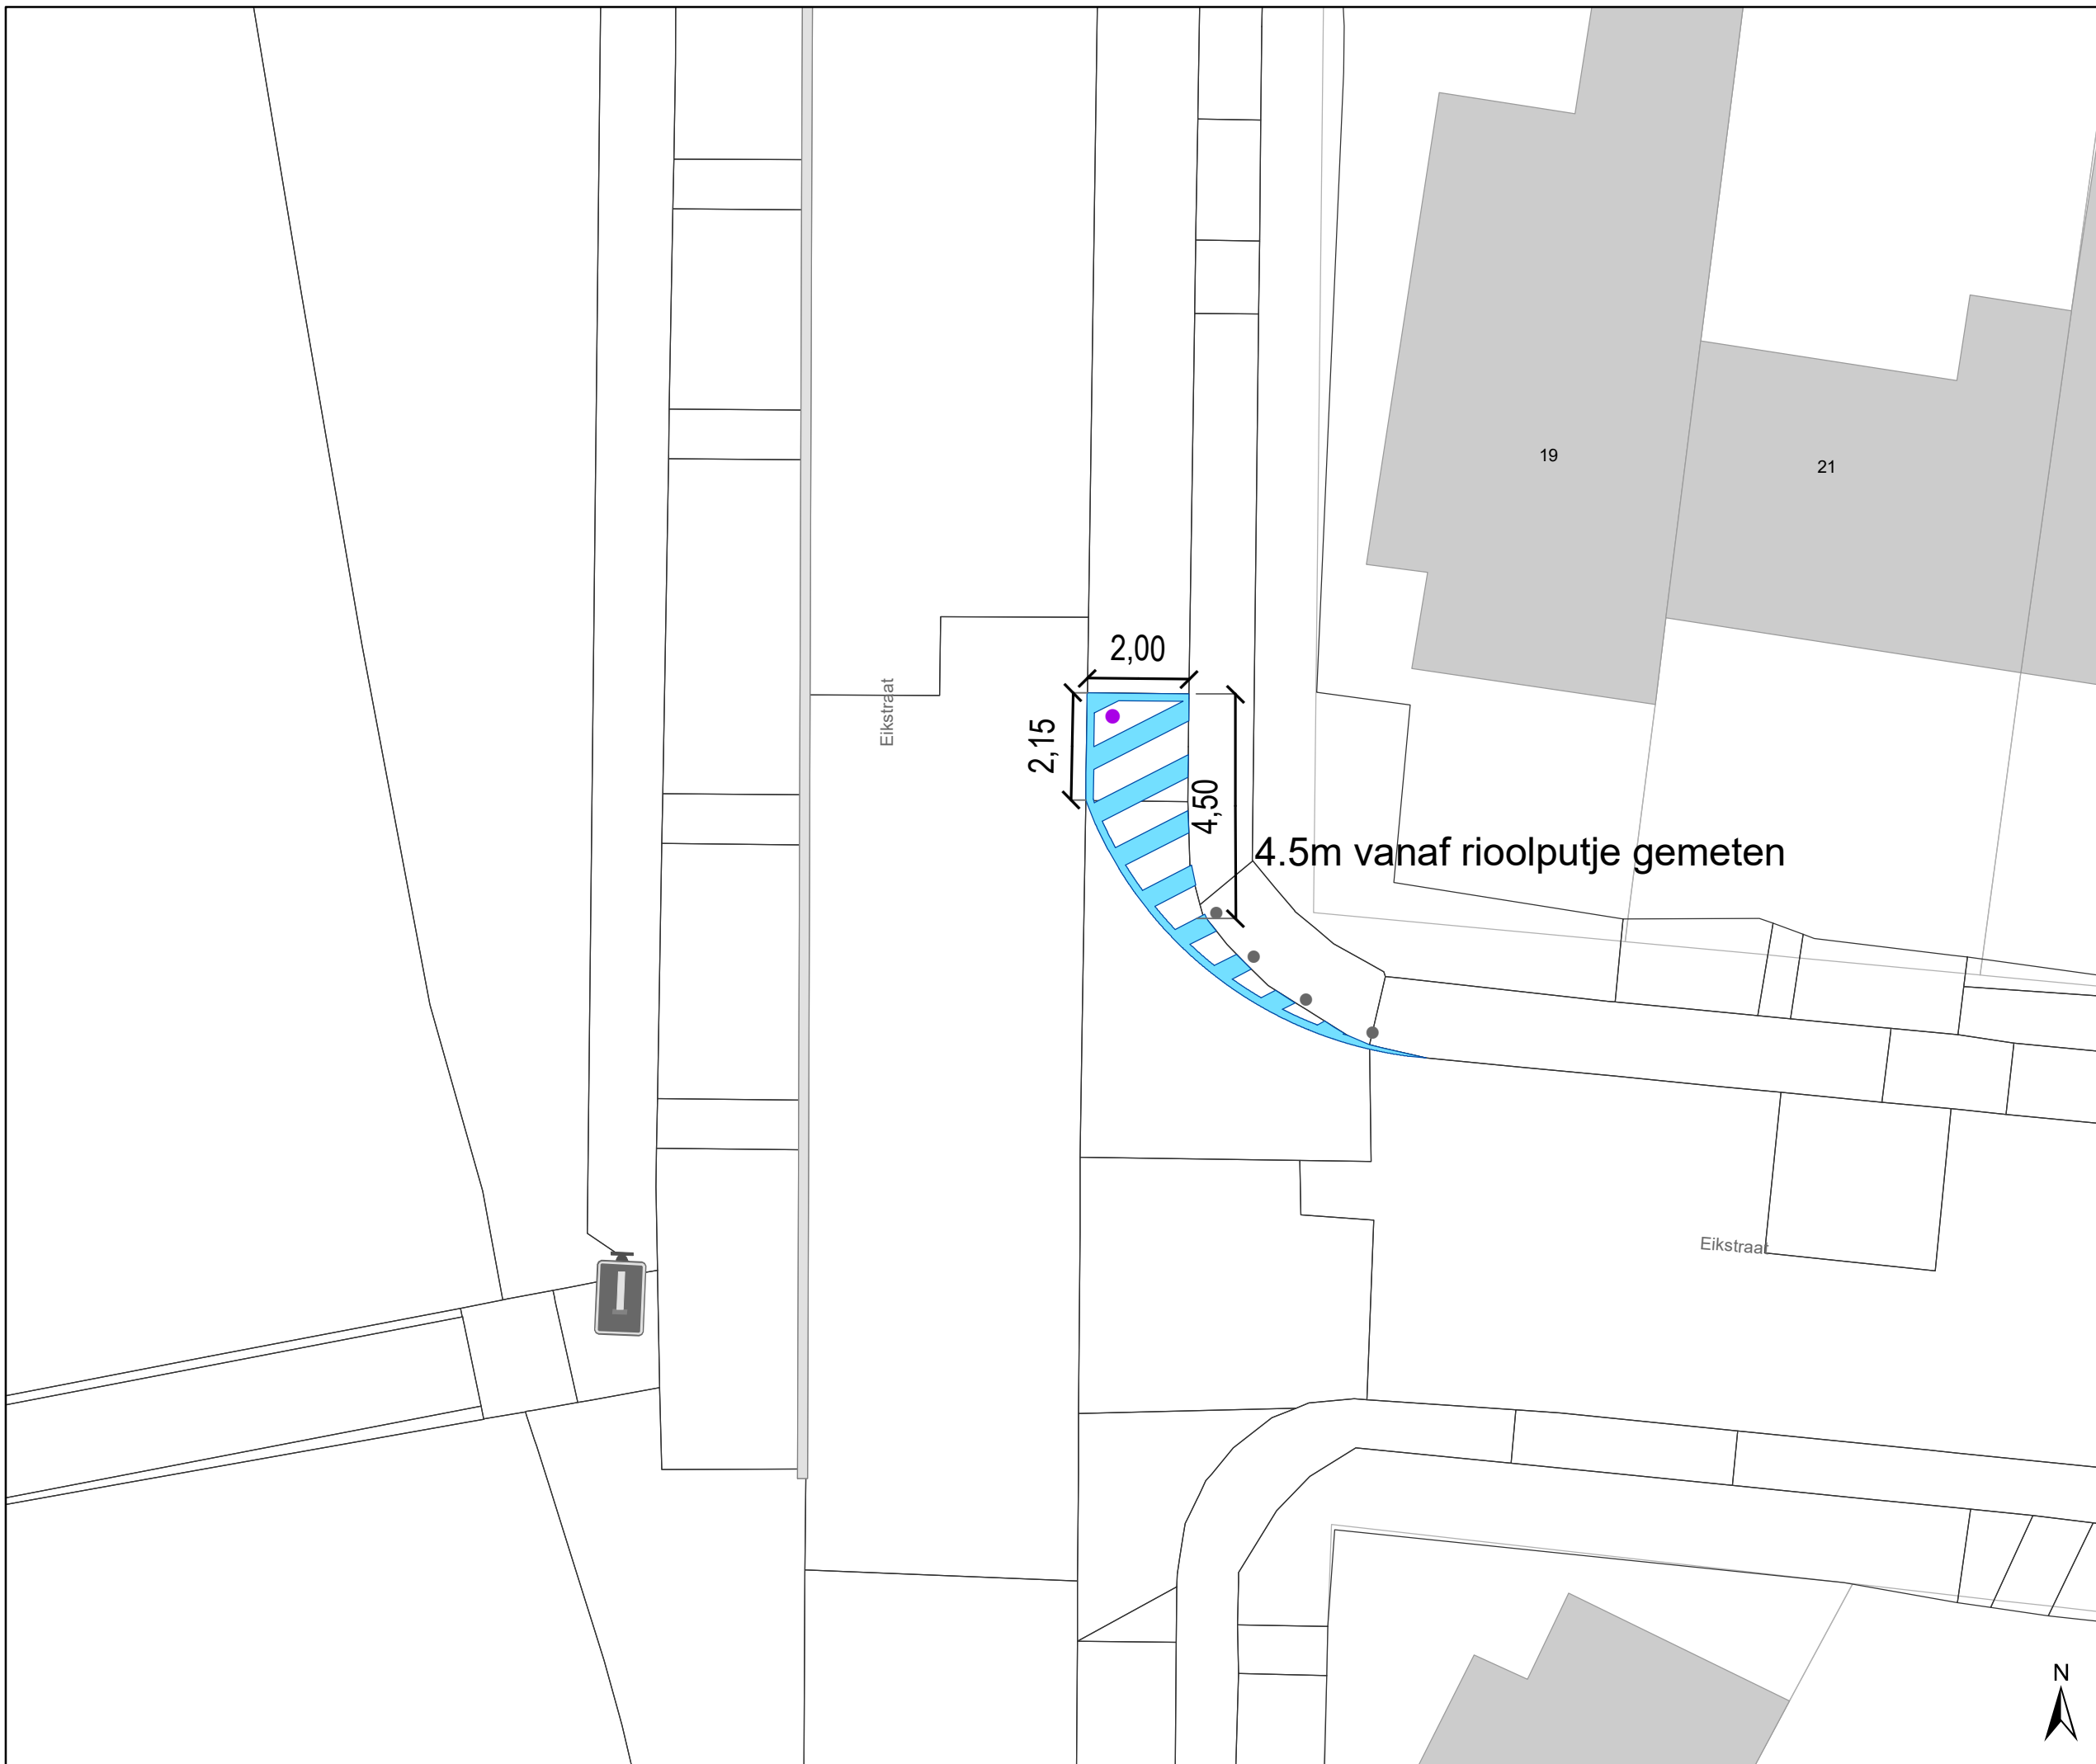 19
21
2,00
Eikstraat
2,15
4,50
4.5m vanaf rioolputje gemeten
Eikstraat
N